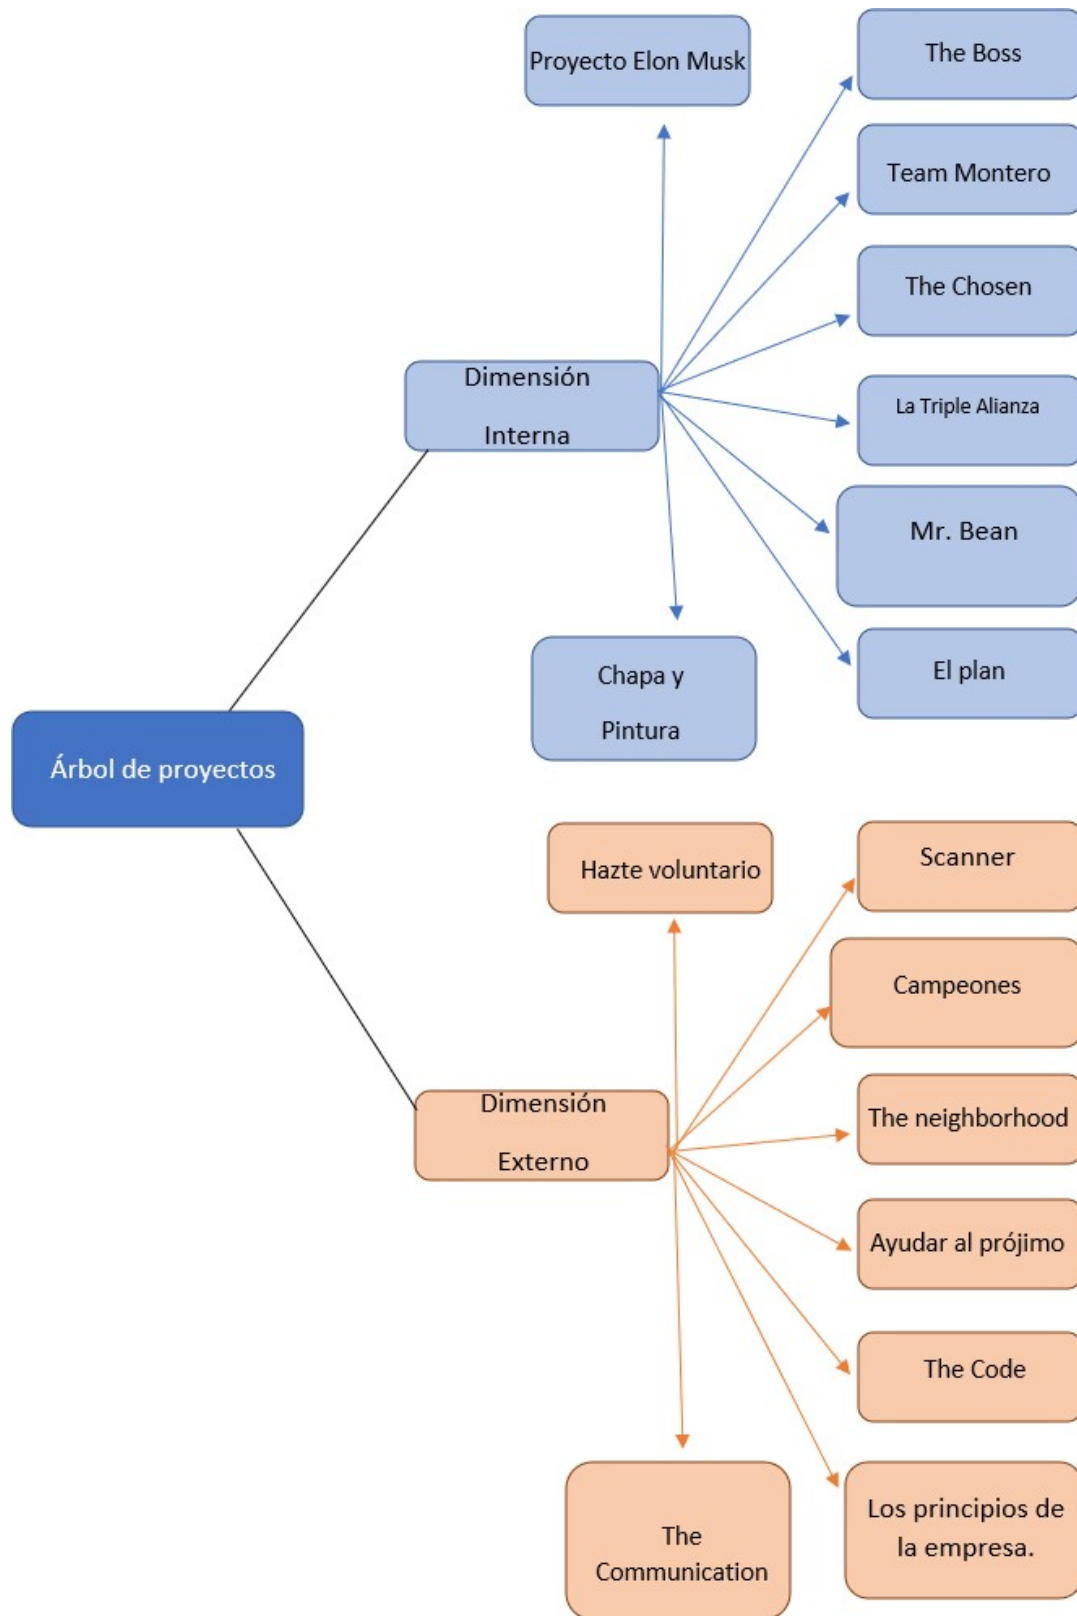 Proyecto Elon Musk
The Boss
Team Montero
The Chosen
Dimensión
Interna
La Triple Alianza
Mr. Bean
Chapa y
Pintura
El plan
Árbol de proyectos
Hazte voluntario
Scanner
Campeones
Dimensión
Externo
The neighborhood
Ayudar al prójimo
The Code
The
Communication
Los principios de
la empresa.